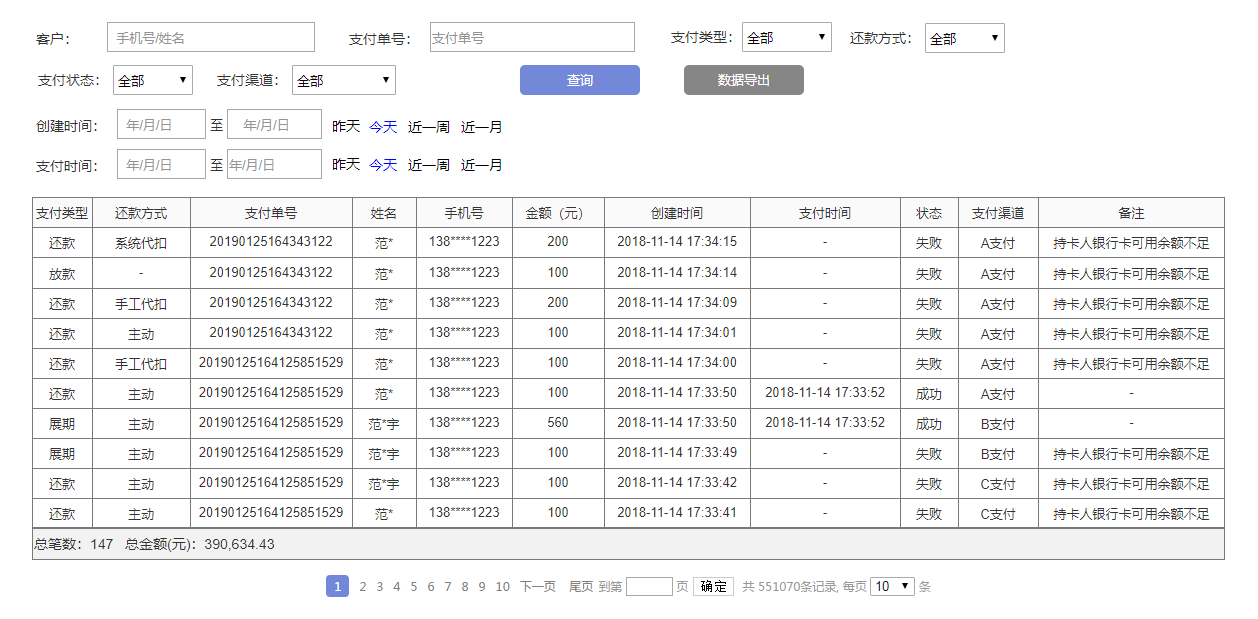 客户： 手机号/姓名 支付单号： 支付单号 支付类型： 全部 还款方式： 全部
支付状态： 全部 支付渠道： 全部 查询 数据导出
创建时间： 年/月/日 至 年/月/日 昨天 今天 近一周 近一月
支付时间： 年/月/日 至 年/月/日 昨天 今天 近一周 近一月
支付类型 还款方式 支付单号 姓名 手机号 金额（元） 创建时间 支付时间 状态 支付渠道 备注
还款 系统代扣 20190125164343122 范* 138****1223 200 2018-11-14 17:34:15 - 失败 A支付 持卡人银行卡可用余额不足
放款 - 20190125164343122 范* 138****1223 100 2018-11-14 17:34:14 - 失败 A支付 持卡人银行卡可用余额不足
还款 手工代扣 20190125164343122 范* 138****1223 200 2018-11-14 17:34:09 - 失败 A支付 持卡人银行卡可用余额不足
还款 主动 20190125164343122 范* 138****1223 100 2018-11-14 17:34:01 - 失败 A支付 持卡人银行卡可用余额不足
还款 手工代扣 20190125164125851529 范* 138****1223 100 2018-11-14 17:34:00 - 失败 A支付 持卡人银行卡可用余额不足
还款 主动 20190125164125851529 范* 138****1223 100 2018-11-14 17:33:50 2018-11-14 17:33:52 成功 A支付 -
展期 主动 20190125164125851529 范*宇 138****1223 560 2018-11-14 17:33:50 2018-11-14 17:33:52 成功 B支付 -
展期 主动 20190125164125851529 范*宇 138****1223 100 2018-11-14 17:33:49 - 失败 B支付 持卡人银行卡可用余额不足
还款 主动 20190125164125851529 范*宇 138****1223 100 2018-11-14 17:33:42 - 失败 C支付 持卡人银行卡可用余额不足
还款 主动 20190125164125851529 范* 138****1223 100 2018-11-14 17:33:41 - 失败 C支付 持卡人银行卡可用余额不足
总笔数：147 总金额(元)：390,634.43
1 2 3 4 5 6 7 8 9 10 下一页 尾页 到第 页 确定 共 551070条记录, 每页 10 条